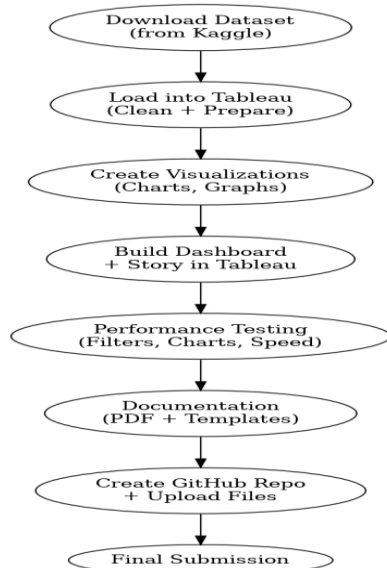 Download Dataset
(from Kaggle)
Load into Tableau
(Clean + Prepare)
Create Visualizations
(Charts, Graphs)
Build Dashboard
+ Story in Tableau
Performance Testing
(Filters, Charts, Speed)
Documentation
(PDF + Templates)
Create GitHub Repo
+ Upload Files
Final Submission